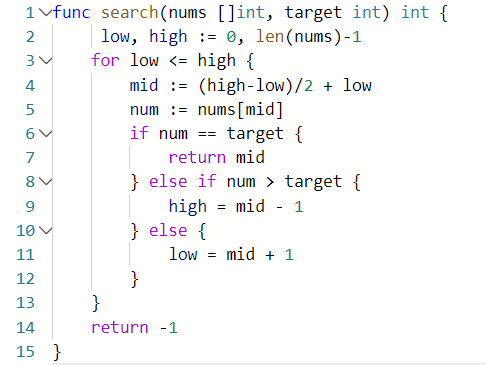 1 func search(nums []int, target int) int {
2     low, high := 0, len(nums)-1
3     for low <= high {
4         mid := (high-low)/2 + low
5         num := nums[mid]
6         if num == target {
7             return mid
8         } else if num > target {
9             high = mid - 1
10         } else {
11             low = mid + 1
12         }
13     }
14     return -1
15 }